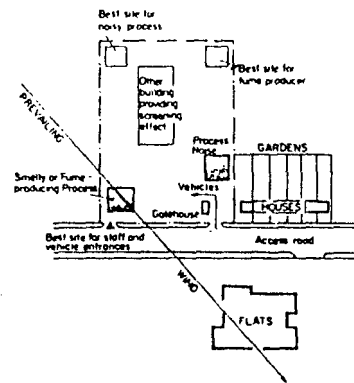 Best site for
noisy process
Best site for
fume producer
Other
building
providing
screening
effect
PREVAILING
Process
Noise
GARDENS
Smelly or Fume -
producing Process
Vehicles
Gatehouse
HOUSES
Best site for staff and
vehicle entrances
Access road
WIND
FLATS